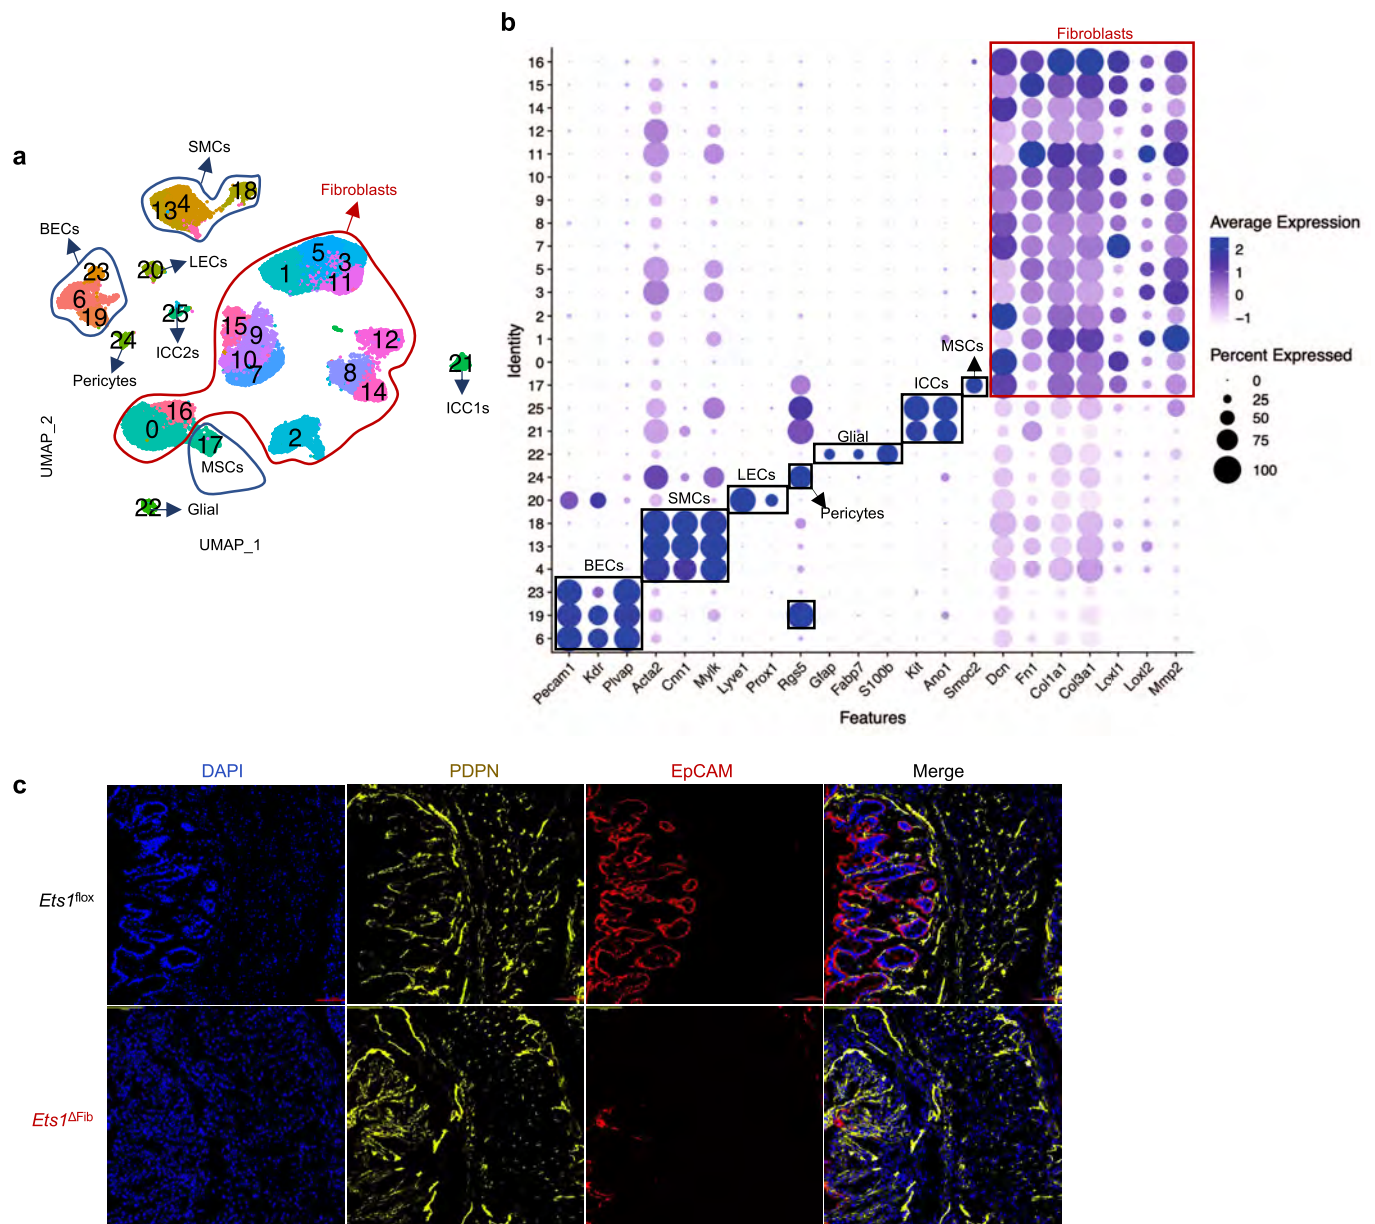 a
SMCs
18
134
Fibroblasts
BECs
LECs
5
3
1
11
23
20
6
19
25
15
9
12
24
ICC2s
10
7
8
14
21
Pericytes
ICC1s
16
0
17
2
MSCs
22
Glial
UMAP_2
UMAP_1
b
Fibroblasts
16
15
14
12
11
10
9
8
7
5
3
2
1
0
17
25
21
22
24
20
18
13
4
23
19
6
Identity
MSCs
ICCs
Glial
LECs
Pericytes
SMCs
BECs
Pecam1
Kdr
Plvap
Acta2
Cnn1
Mylk
Lyve1
Prox1
Rgs5
Gfap
Fabp7
S100b
Kit
Ano1
Smoc2
Dcn
Fn1
Col1a1
Col3a1
Loxl1
Loxl2
Mmp2
Features
Average Expression
2
1
0
−1
Percent Expressed
0
25
50
75
100
c
DAPI
PDPN
EpCAM
Merge
Ets1flox
Ets1ΔFib